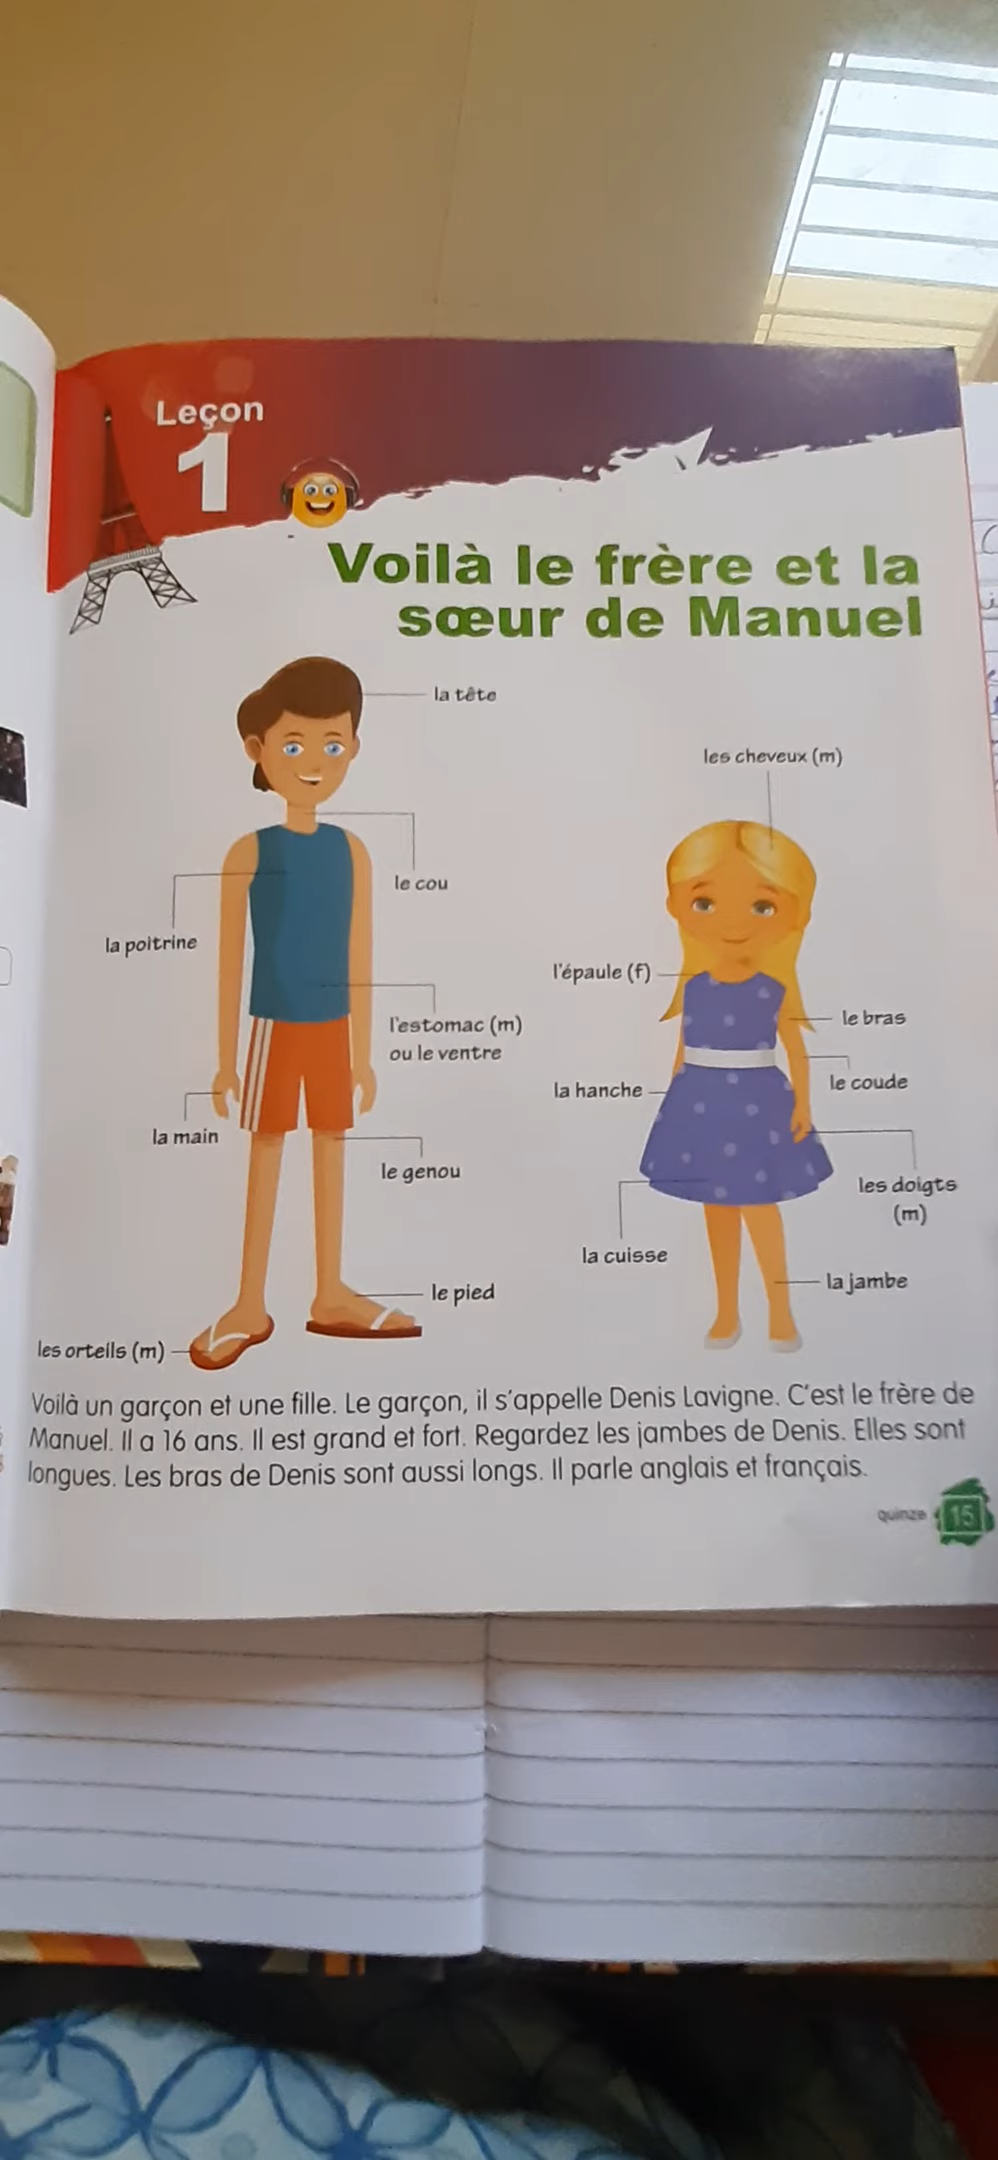 Leçon
1
Voilà le frère et la
sœur de Manuel
la tête
les cheveux (m)
le cou
la poitrine
l'épaule (f)
le bras
l'estomac (m)
ou le ventre
le coude
la hanche
la main
le genou
les doigts
(m)
la cuisse
la jambe
le pied
les orteils (m)
Voilà un garçon et une fille. Le garçon, il s'appelle Denis Lavigne. C'est le frère de
Manuel. Il a 16 ans. Il est grand et fort. Regardez les jambes de Denis. Elles sont
longues. Les bras de Denis sont aussi longs. Il parle anglais et français.
quinze 15